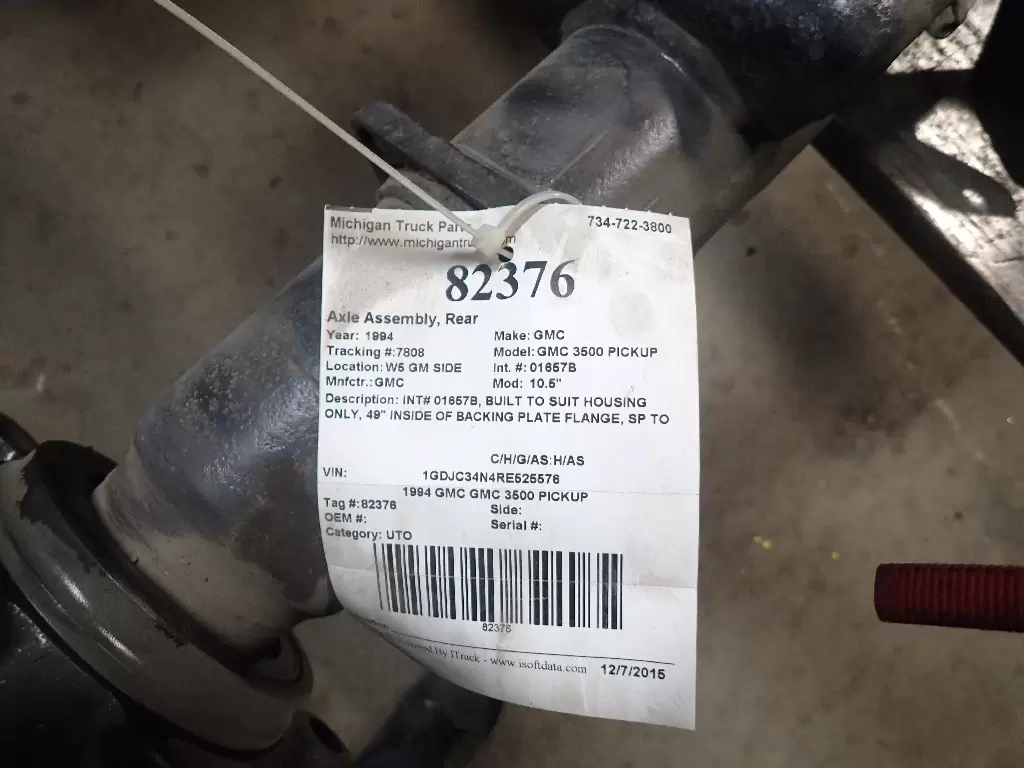 Michigan Truck Par
734-722-3800
http://www.michigantru m
82376
Axle Assembly, Rear
Year: 1994 Make: GMC
Tracking #:7808 Model: GMC 3500 PICKUP
Location: W5 GM SIDE Int. #: 01657B
Mnfctr.: GMC Mod: 10.5"
Description: INT# 01657B, BUILT TO SUIT HOUSING
ONLY, 49" INSIDE OF BACKING PLATE FLANGE, SP TO
C/H/G/AS:H/AS
VIN: 1GDJC34N4RE525576
1994 GMC GMC 3500 PICKUP
Tag #:82376 Side:
OEM #: Serial #:
Category: UTO
82376
By ITrack - www.isoftdata.com 12/7/2015